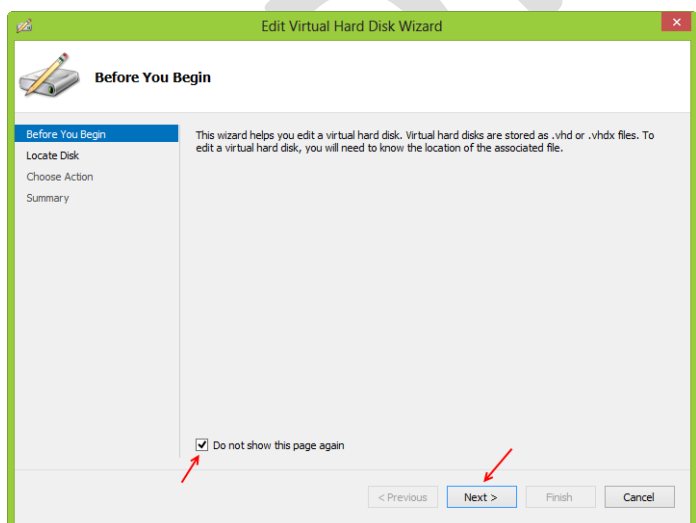 Edit Virtual Hard Disk Wizard
Before You Begin
Before You Begin
Locate Disk
Choose Action
Summary
This wizard helps you edit a virtual hard disk. Virtual hard disks are stored as .vhd or .vhdx files. To
edit a virtual hard disk, you will need to know the location of the associated file.
Do not show this page again
< Previous
Next >
Finish
Cancel